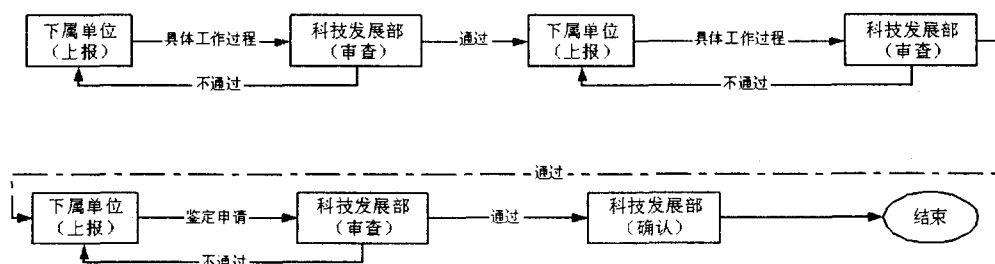 下属单位
（上报）
具体工作过程
科技发展部
（审查）
通过
下属单位
（上报）
具体工作过程
科技发展部
（审查）
不通过
不通过
通过
下属单位
（上报）
鉴定申请
科技发展部
（审查）
通过
科技发展部
（确认）
结束
不通过